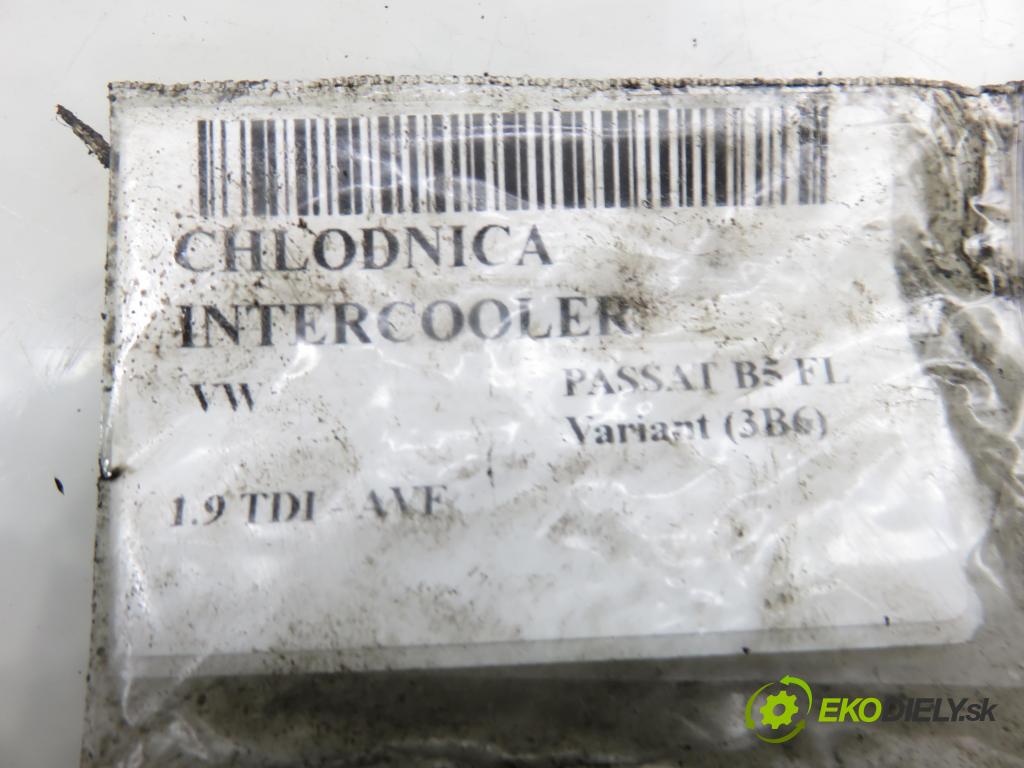 CHLODNICA
INTERCOOLER
VW PASSAT B5 FL
Variant (3B6)
1.9 TDI - AVF
EKODIELY.sk